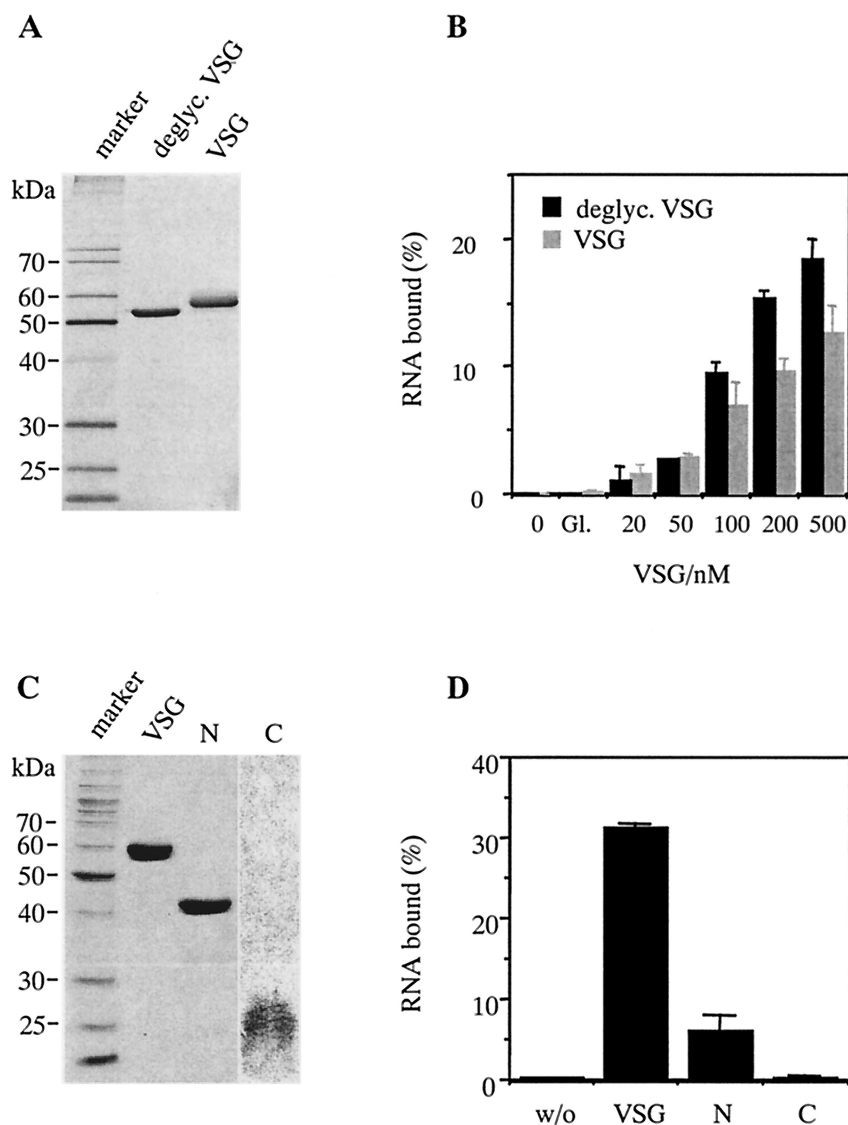 A
marker
deglyc. VSG
VSG
kDa
70
60
50
40
30
25
B
deglyc. VSG
VSG
RNA bound (%)
20
10
0
0 Gl. 20 50 100 200 500
VSG/nM
C
marker
VSG
N
C
kDa
70
60
50
40
30
25
D
RNA bound (%)
40
30
20
10
0
w/o VSG N C